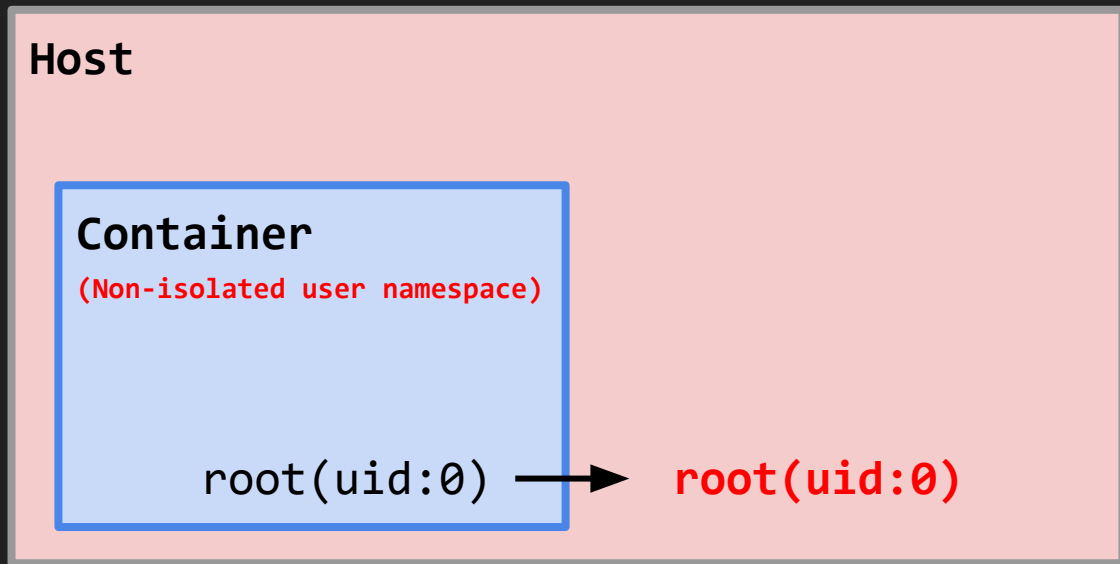 Host
Container
(Non-isolated user namespace)
root(uid:0) root(uid:0)